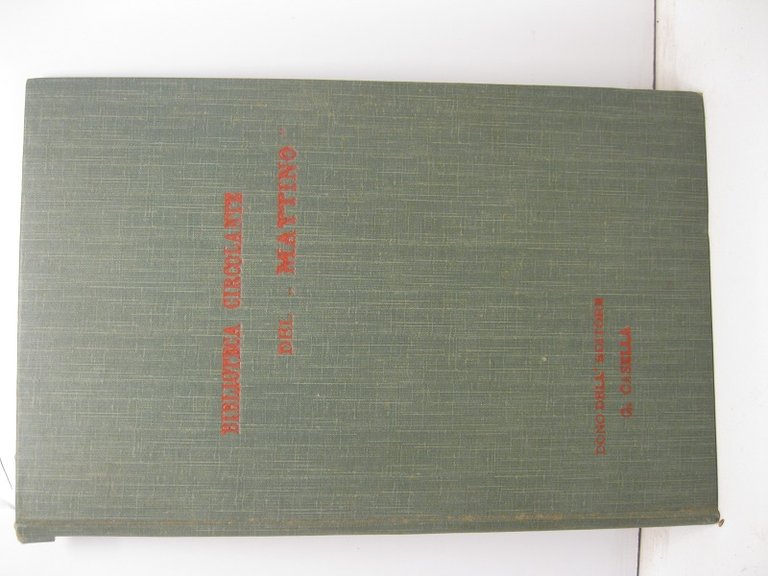 BIBLIOTECA CIRCOLANTE
DEL "MATTINO"
DONO DELL' EDITORE
G. CASELLA